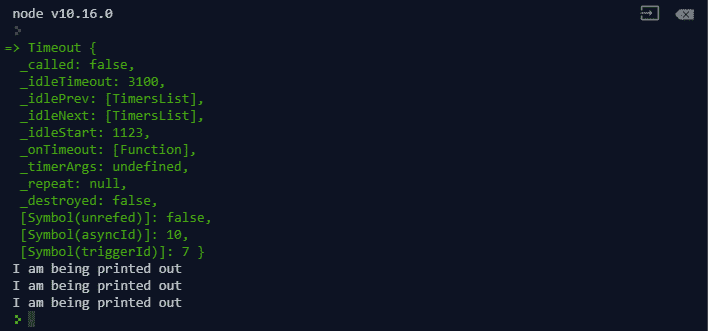 node v10.16.0
>
=> Timeout {
_called: false,
_idleTimeout: 3100,
_idlePrev: [TimersList],
_idleNext: [TimersList],
_idleStart: 1123,
_onTimeout: [Function],
_timerArgs: undefined,
_repeat: null,
_destroyed: false,
[Symbol(unrefed)]: false,
[Symbol(asyncId)]: 10,
[Symbol(triggerId)]: 7 }
I am being printed out
I am being printed out
I am being printed out
>